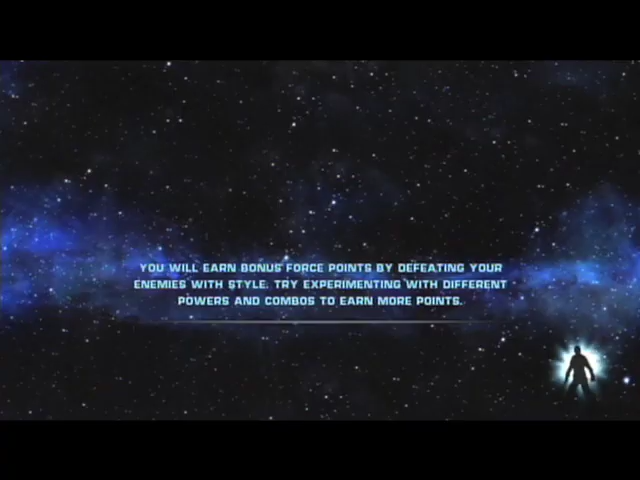 YOU WILL EARN BONUS FORCE POINTS BY DEFEATING YOUR
ENEMIES WITH STYLE. TRY EXPERIMENTING WITH DIFFERENT
POWERS AND COMBOS TO EARN MORE POINTS.